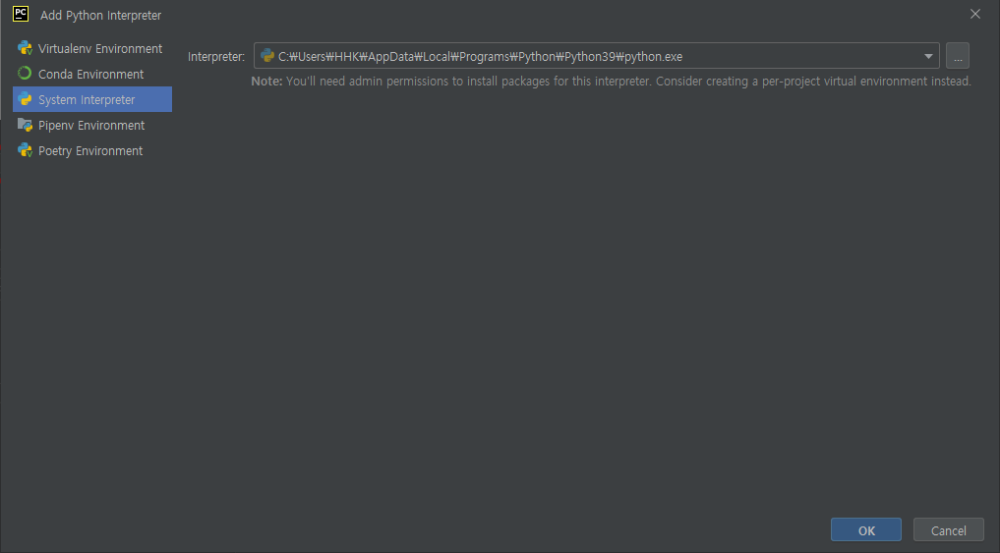 PC Add Python Interpreter
Virtualenv Environment
Conda Environment
System Interpreter
Pipenv Environment
Poetry Environment
Interpreter: C:₩Users₩HHK₩AppData₩Local₩Programs₩Python₩Python39₩python.exe ...
Note: You'll need admin permissions to install packages for this interpreter. Consider creating a per-project virtual environment instead.
OK Cancel